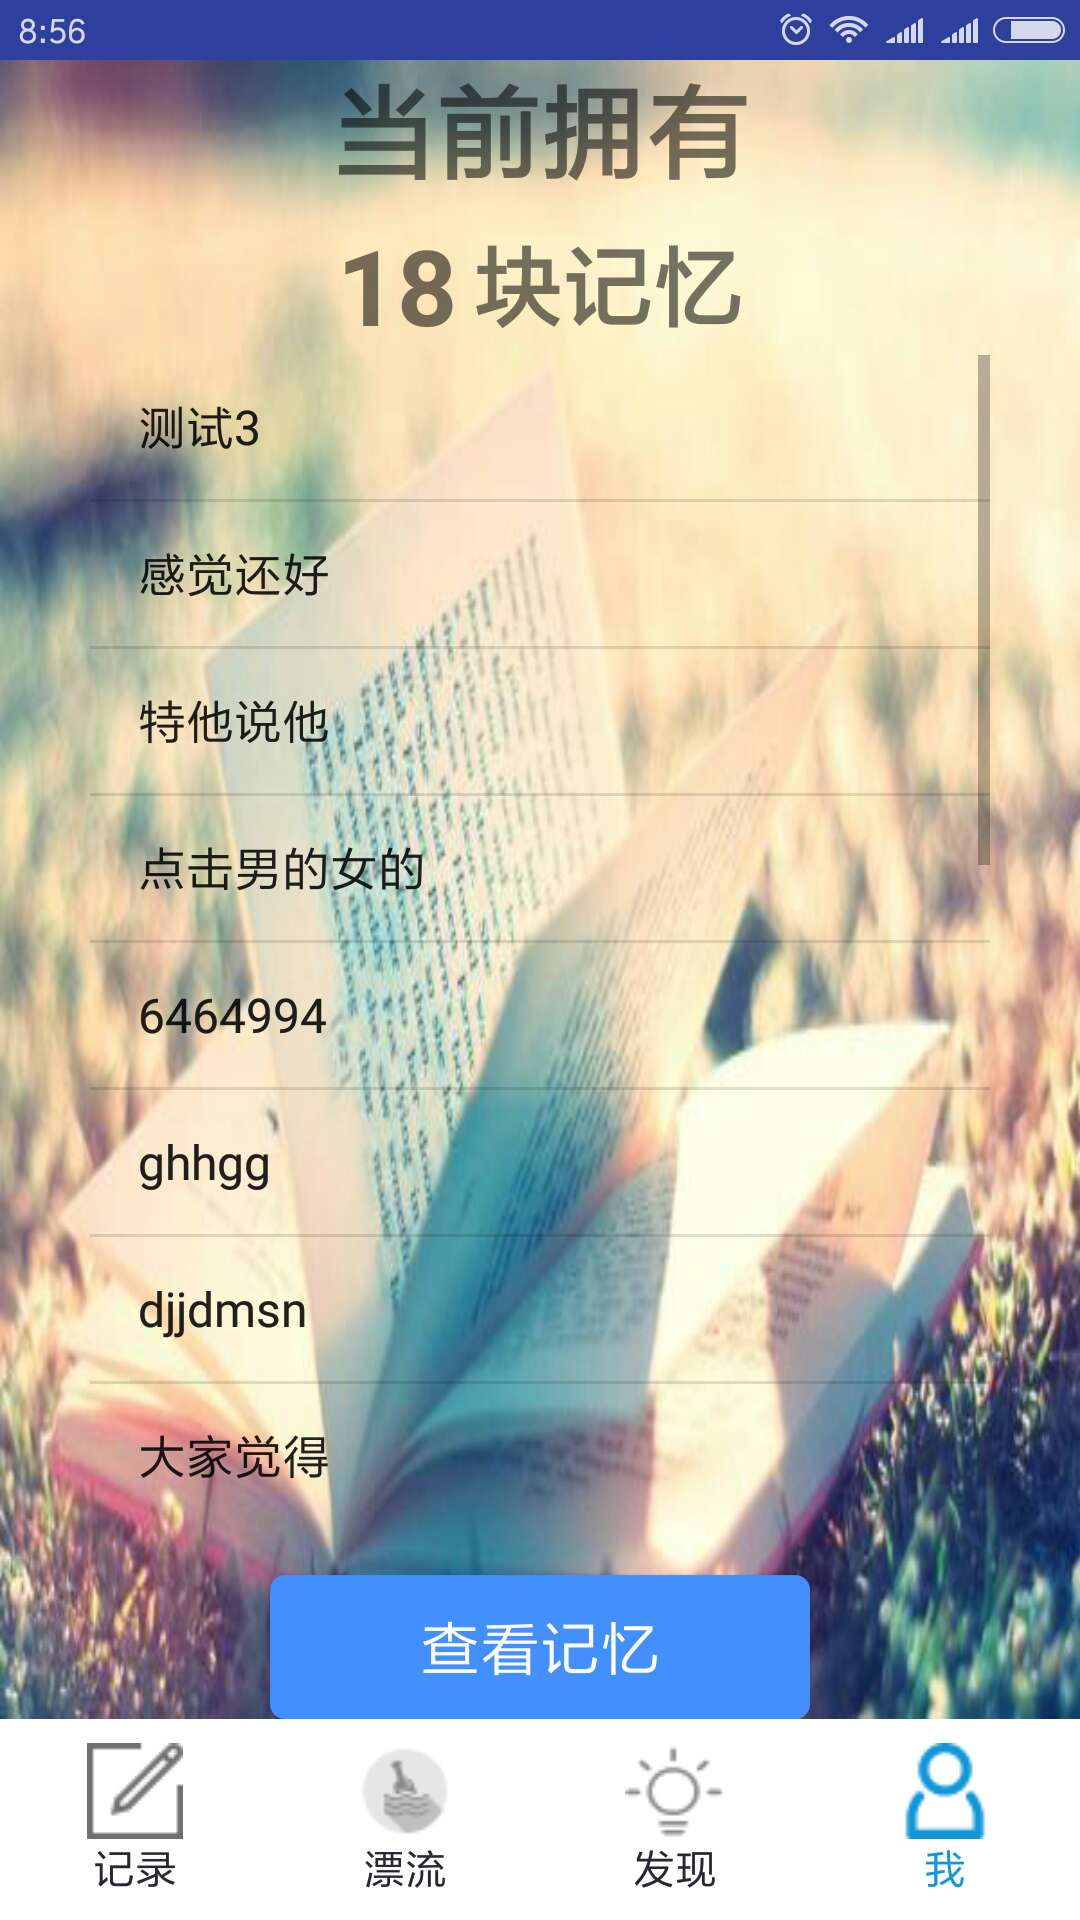 8:56
当前拥有
18 块记忆
测试3
感觉还好
特他说他
点击男的女的
6464994
ghhgg
djjdmsn
大家觉得
查看记忆
记录
漂流
发现
我